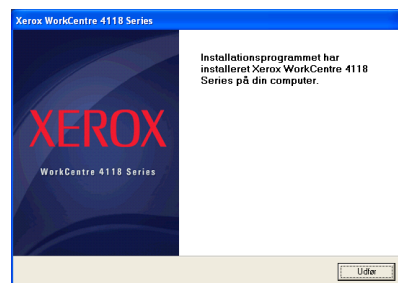 Xerox WorkCentre 4118 Series
Installationsprogrammet har
installeret Xerox WorkCentre 4118
Series på din computer.
XEROX
WorkCentre 4118 Series
Udfør